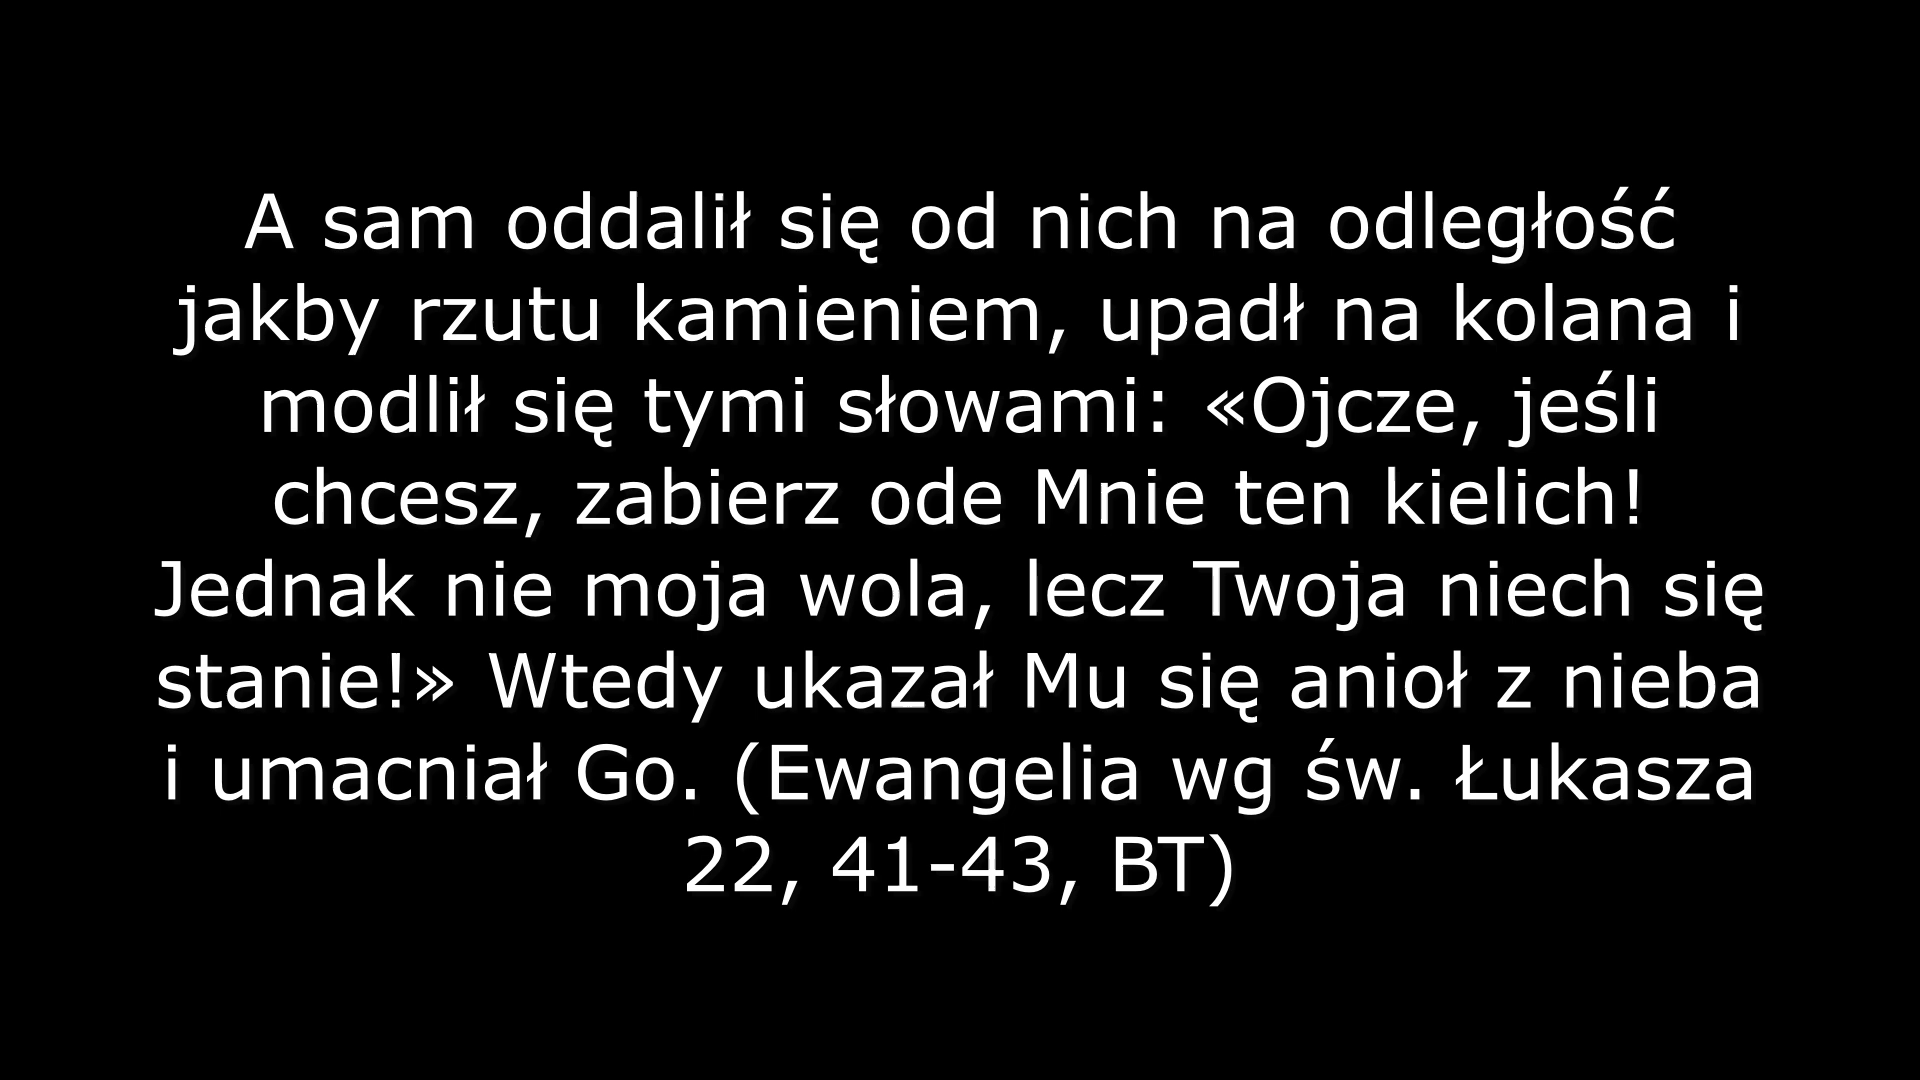 A sam oddalił się od nich na odległość
jakby rzutu kamieniem, upadł na kolana i
modlił się tymi słowami: «Ojcze, jeśli
chcesz, zabierz ode Mnie ten kielich!
Jednak nie moja wola, lecz Twoja niech się
stanie!» Wtedy ukazał Mu się anioł z nieba
i umacniał Go. (Ewangelia wg św. Łukasza
22, 41-43, BT)